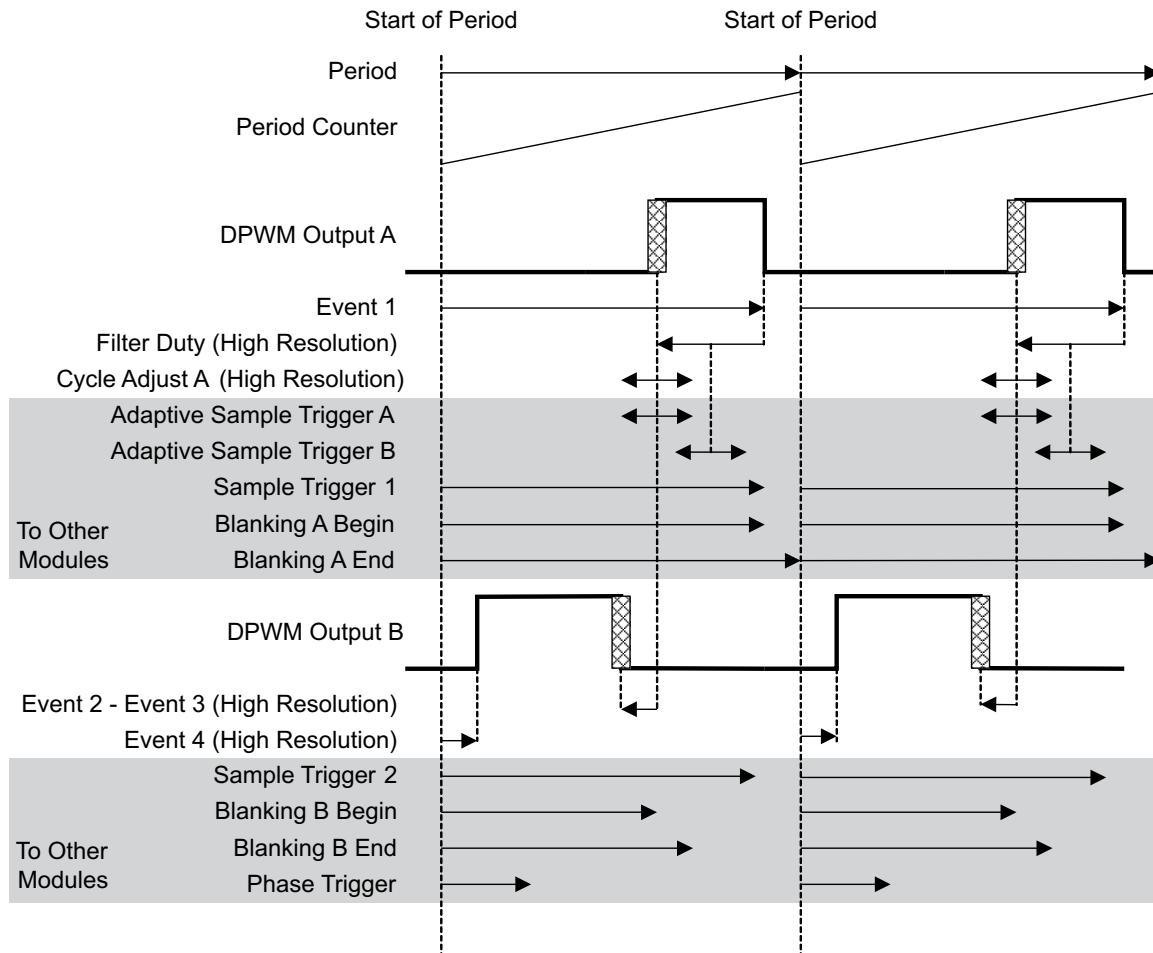 Start of Period Start of Period
Period
Period Counter
DPWM Output A
Event 1
Filter Duty (High Resolution)
Cycle Adjust A (High Resolution)
Adaptive Sample Trigger A
Adaptive Sample Trigger B
Sample Trigger 1
Blanking A Begin
Blanking A End
To Other
Modules
DPWM Output B
Event 2 - Event 3 (High Resolution)
Event 4 (High Resolution)
Sample Trigger 2
Blanking B Begin
Blanking B End
Phase Trigger
To Other
Modules